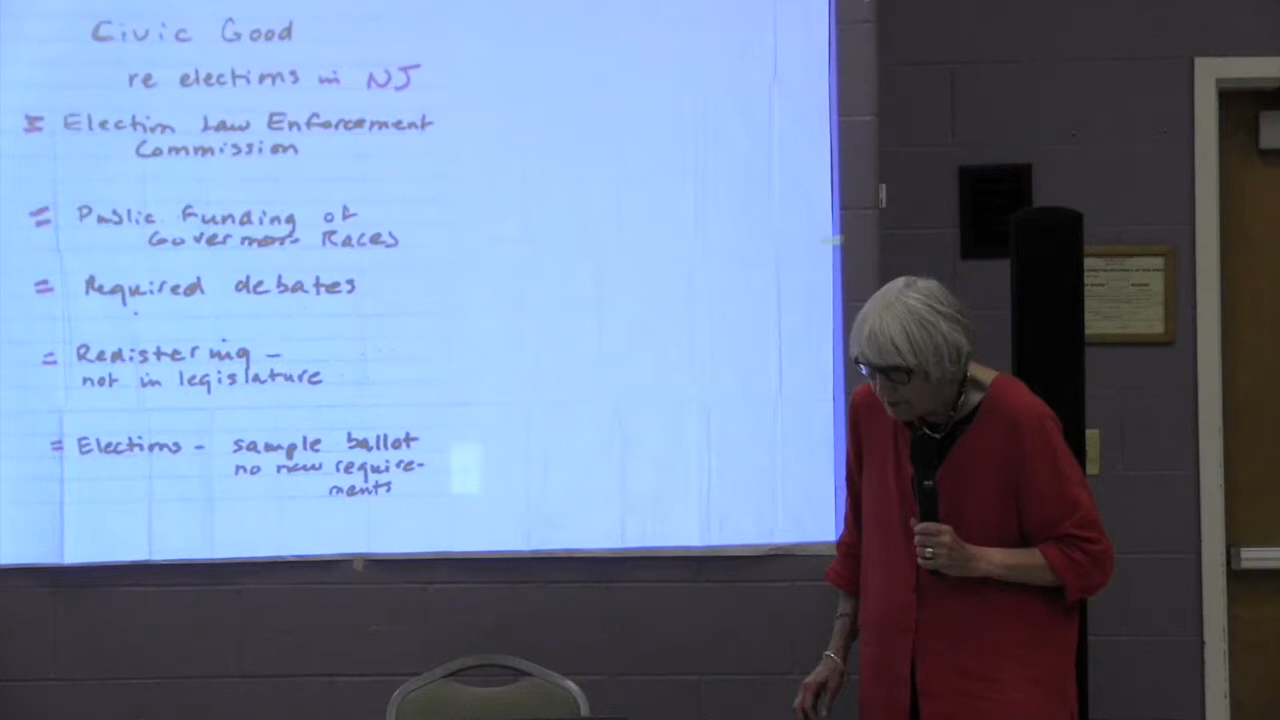 Civic Good
re elections in NJ
= Election Law Enforcement
Commission
= Public Funding of
Governors Races
= Required debates
= Redistering -
not in legislature
= Elections - sample ballot
no new require-
ments